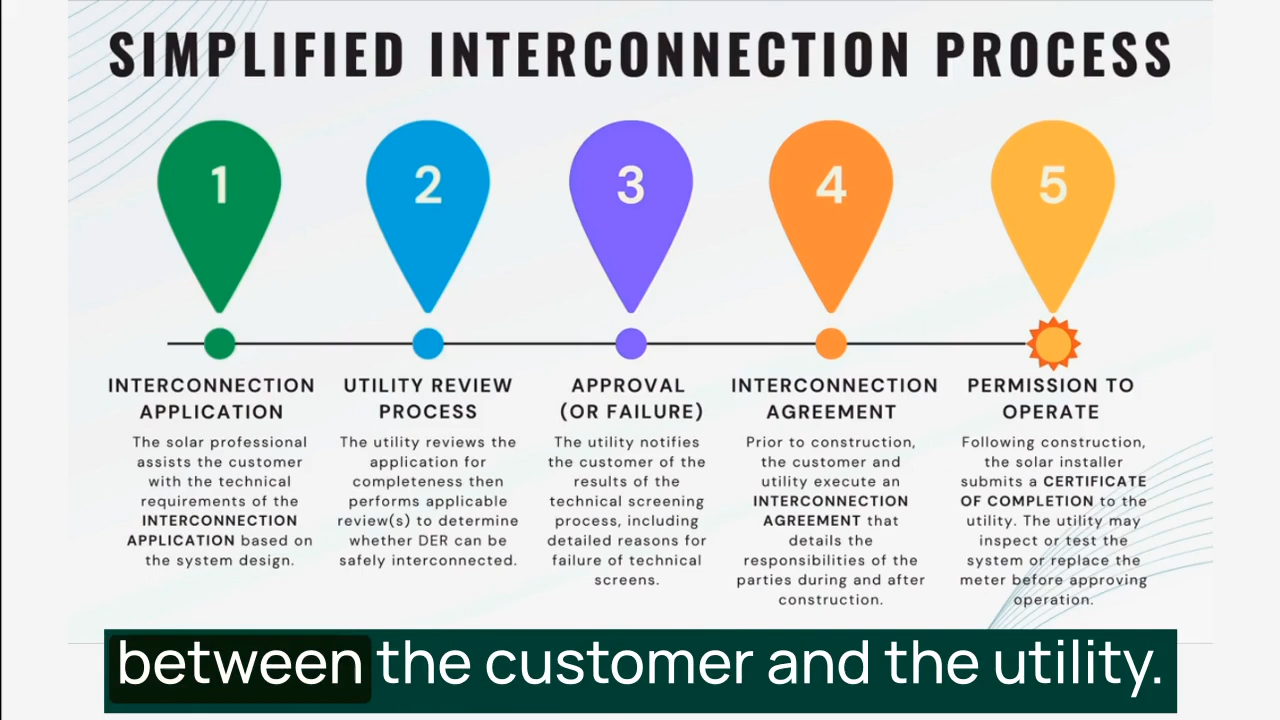 SIMPLIFIED INTERCONNECTION PROCESS
1
2
3
4
5
INTERCONNECTION
APPLICATION
The solar professional
assists the customer
with the technical
requirements of the
INTERCONNECTION
APPLICATION based on
the system design.
UTILITY REVIEW
PROCESS
The utility reviews the
application for
completeness then
performs applicable
review(s) to determine
whether DER can be
safely interconnected.
APPROVAL
(OR FAILURE)
The utility notifies
the customer of the
results of the
technical screening
process, including
detailed reasons for
failure of technical
screens.
INTERCONNECTION
AGREEMENT
Prior to construction,
the customer and
utility execute an
INTERCONNECTION
AGREEMENT that
details the
responsibilities of the
parties during and after
construction.
PERMISSION TO
OPERATE
Following construction,
the solar installer
submits a CERTIFICATE
OF COMPLETION to the
utility. The utility may
inspect or test the
system or replace the
meter before approving
operation.
between the customer and the utility.